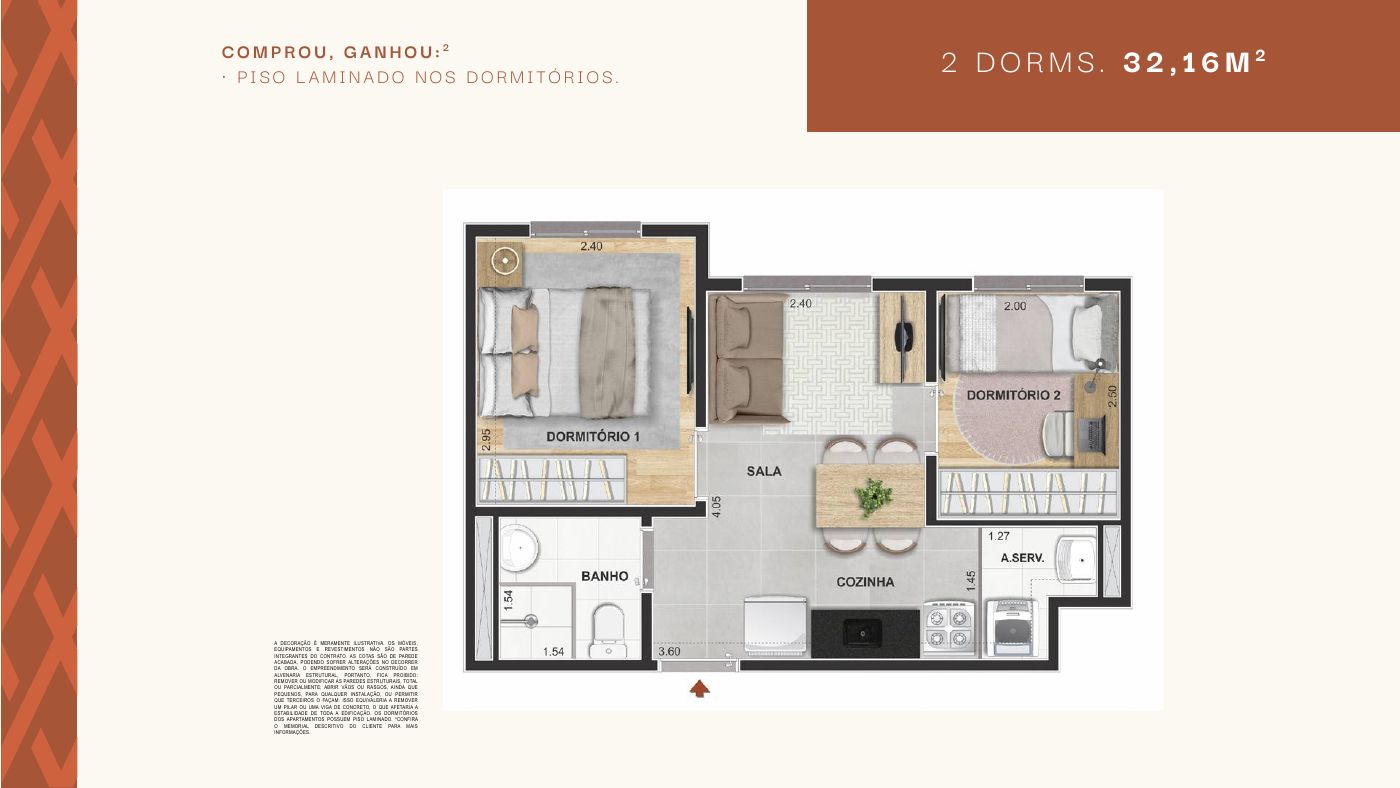 COMPROU, GANHOU:²
· PISO LAMINADO NOS DORMITÓRIOS.
2 DORMS. 32,16M²
2.40
2.40
2.00
DORMITÓRIO 2
2.50
2.95
DORMITÓRIO 1
SALA
4.05
1.27
A.SERV.
BANHO
COZINHA
1.45
1.54
1.54
3.60
A DECORAÇÃO É MERAMENTE ILUSTRATIVA. OS MÓVEIS,
EQUIPAMENTOS E REVESTIMENTOS NÃO SÃO PARTES
INTEGRANTES DO CONTRATO. AS COTAS SÃO DE PAREDE
ACABADA, PODENDO SOFRER ALTERAÇÕES NO DECORRER
DA OBRA. O EMPREENDIMENTO SERÁ CONSTRUÍDO EM
ALVENARIA ESTRUTURAL, PORTANTO, FICA PROIBIDO:
REMOVER OU MODIFICAR AS PAREDES ESTRUTURAIS, TOTAL
OU PARCIALMENTE; ABRIR VÃOS OU RASGOS, AINDA QUE
PEQUENOS, PARA QUALQUER INSTALAÇÃO, OU PERMITIR
QUE TERCEIROS O FAÇAM. ISSO EQUIVALERIA A REMOVER
UM PILAR OU UMA VIGA DE CONCRETO, O QUE AFETARIA A
ESTABILIDADE DE TODA A EDIFICAÇÃO. OS DORMITÓRIOS
DOS APARTAMENTOS POSSUEM PISO LAMINADO. *CONFIRA
O MEMORIAL DESCRITIVO DO CLIENTE PARA MAIS
INFORMAÇÕES.